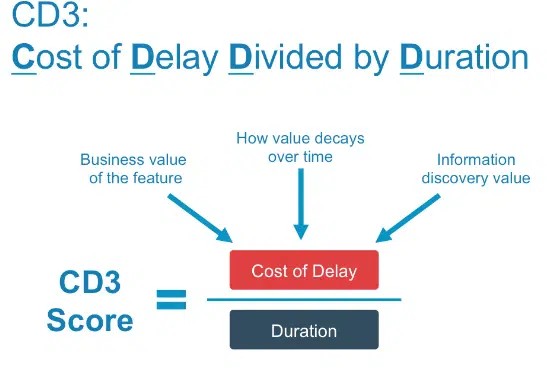 CD3:
Cost of Delay Divided by Duration
How value decays
over time
Business value
of the feature
Information
discovery value
CD3
Score
=
Cost of Delay
Duration